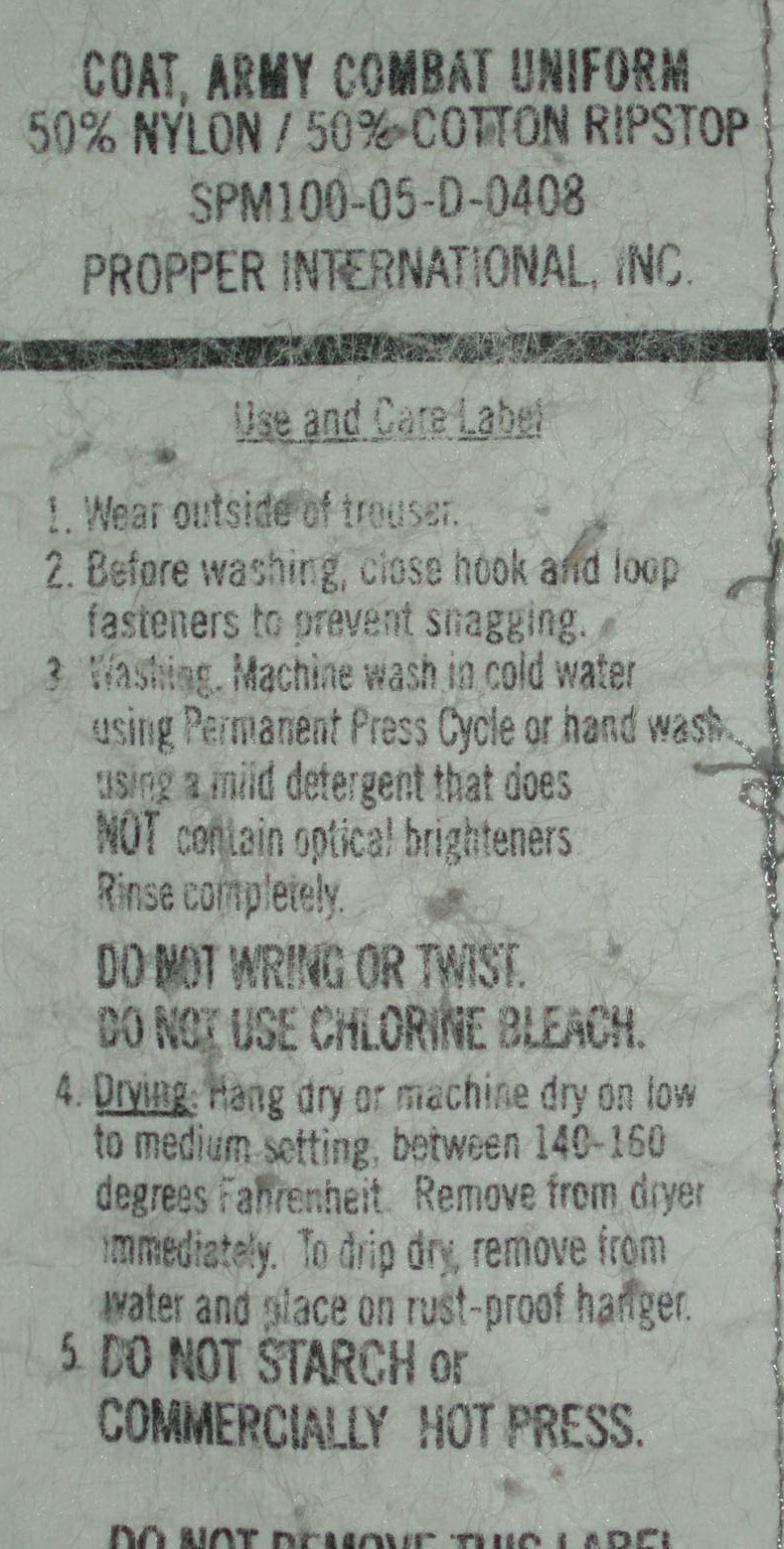 COAT, ARMY COMBAT UNIFORM
50% NYLON / 50% COTTON RIPSTOP
SPM100-05-D-0408
PROPPER INTERNATIONAL, INC.
Use and Care Label
1. Wear outside of trouser.
2. Before washing, close hook and loop
fasteners to prevent snagging.
3 Washing. Machine wash in cold water
using Permanent Press Cycle or hand wash
using a mild detergent that does
NOT contain optical brighteners
Rinse completely.
DO NOT WRING OR TWIST.
DO NOT USE CHLORINE BLEACH.
4. Drying: Hang dry or machine dry on low
to medium setting, between 140-160
degrees Fahrenheit. Remove from dryer
immediately. To drip dry, remove from
water and place on rust-proof hanger.
5 DO NOT STARCH or
COMMERCIALLY HOT PRESS.
DO NOT REMOVE THIS LABEL